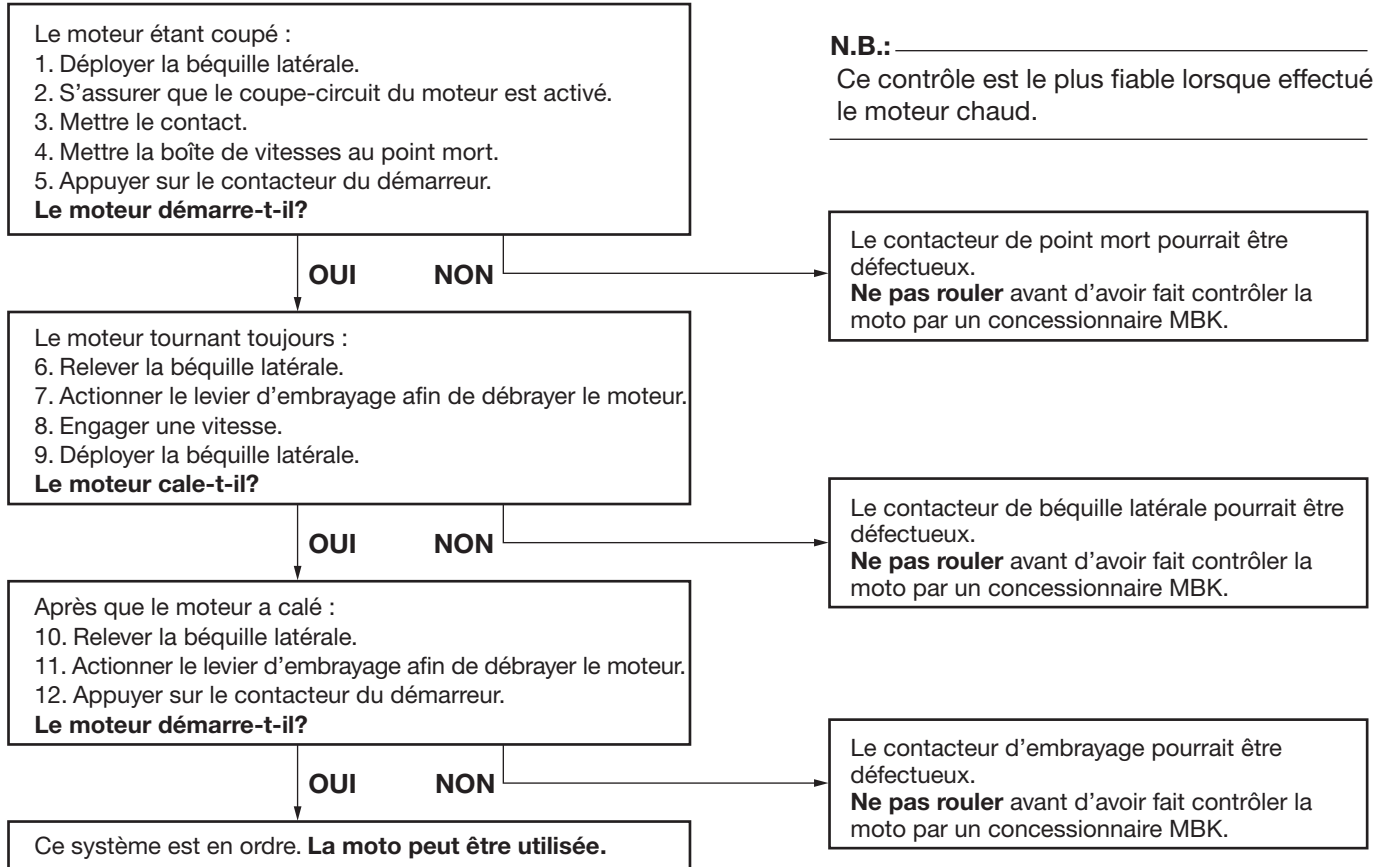 Le moteur étant coupé :
1. Déployer la béquille latérale.
2. S'assurer que le coupe-circuit du moteur est activé.
3. Mettre le contact.
4. Mettre la boîte de vitesses au point mort.
5. Appuyer sur le contacteur du démarreur.
Le moteur démarre-t-il?
N.B.:
Ce contrôle est le plus fiable lorsque effectué
le moteur chaud.
OUI NON
Le contacteur de point mort pourrait être
défectueux.
Ne pas rouler avant d'avoir fait contrôler la
moto par un concessionnaire MBK.
Le moteur tournant toujours :
6. Relever la béquille latérale.
7. Actionner le levier d'embrayage afin de débrayer le moteur.
8. Engager une vitesse.
9. Déployer la béquille latérale.
Le moteur cale-t-il?
OUI NON
Le contacteur de béquille latérale pourrait être
défectueux.
Ne pas rouler avant d'avoir fait contrôler la
moto par un concessionnaire MBK.
Après que le moteur a calé :
10. Relever la béquille latérale.
11. Actionner le levier d'embrayage afin de débrayer le moteur.
12. Appuyer sur le contacteur du démarreur.
Le moteur démarre-t-il?
OUI NON
Le contacteur d'embrayage pourrait être
défectueux.
Ne pas rouler avant d'avoir fait contrôler la
moto par un concessionnaire MBK.
Ce système est en ordre. La moto peut être utilisée.